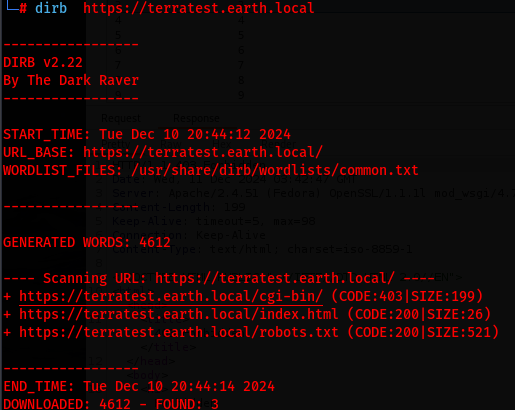 └─# dirb  https://terratest.earth.local
-----------------
DIRB v2.22
By The Dark Raver
-----------------
START_TIME: Tue Dec 10 20:44:12 2024
URL_BASE: https://terratest.earth.local/
WORDLIST_FILES: /usr/share/dirb/wordlists/common.txt
-----------------
GENERATED WORDS: 4612
---- Scanning URL: https://terratest.earth.local/ ----
+ https://terratest.earth.local/cgi-bin/ (CODE:403|SIZE:199)
+ https://terratest.earth.local/index.html (CODE:200|SIZE:26)
+ https://terratest.earth.local/robots.txt (CODE:200|SIZE:521)
-----------------
END_TIME: Tue Dec 10 20:44:14 2024
DOWNLOADED: 4612 - FOUND: 3